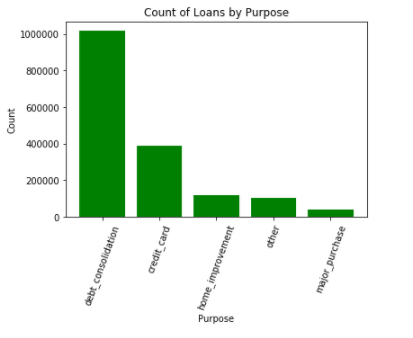 Count of Loans by Purpose
1000000
800000
600000
400000
200000
0
Count
debt_consolidation
credit_card
home_improvement
other
major_purchase
Purpose